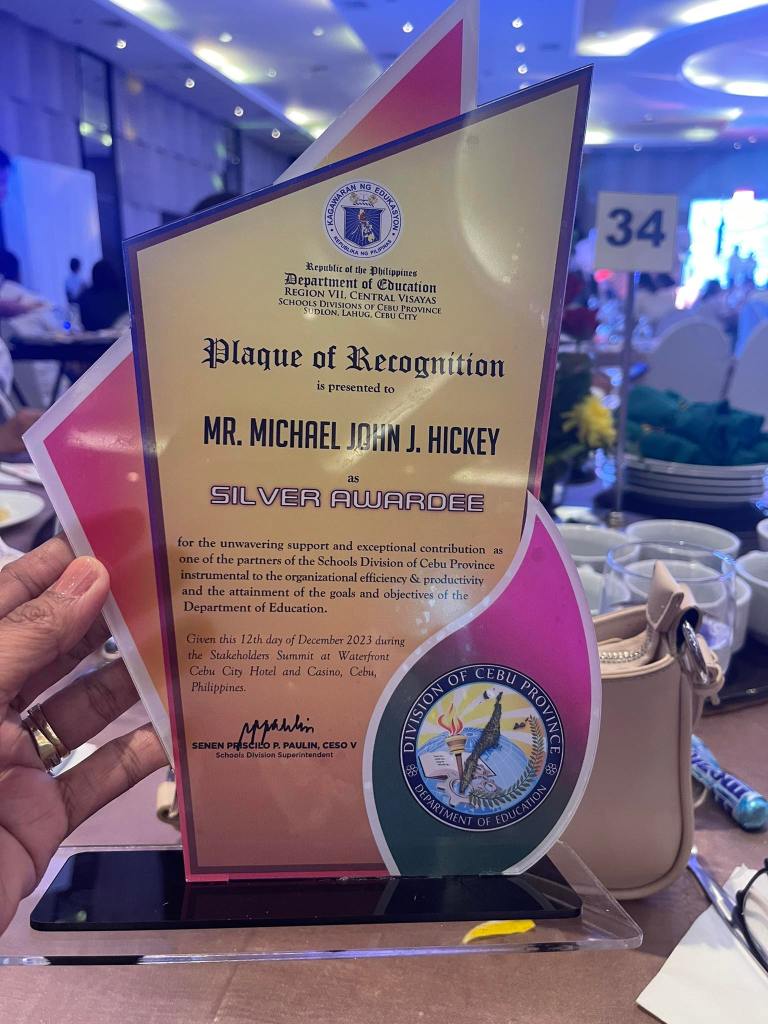 KAGAWARAN NG EDUKASYON
REPUBLIKA NG PILIPINAS
Republic of the Philippines
Department of Education
REGION VII, CENTRAL VISAYAS
SCHOOLS DIVISIONS OF CEBU PROVINCE
SUDLON, LAHUG, CEBU CITY
34
Plaque of Recognition
is presented to
MR. MICHAEL JOHN J. HICKEY
as
SILVER AWARDEE
for the unwavering support and exceptional contribution as
one of the partners of the Schools Division of Cebu Province
instrumental to the organizational efficiency & productivity
and the attainment of the goals and objectives of the
Department of Education.
Given this 12th day of December 2023 during
the Stakeholders Summit at Waterfront
Cebu City Hotel and Casino, Cebu,
Philippines.
SENEN PRISCILO P. PAULIN, CESO V
Schools Division Superintendent
DIVISION OF CEBU PROVINCE
DEPARTMENT OF EDUCATION